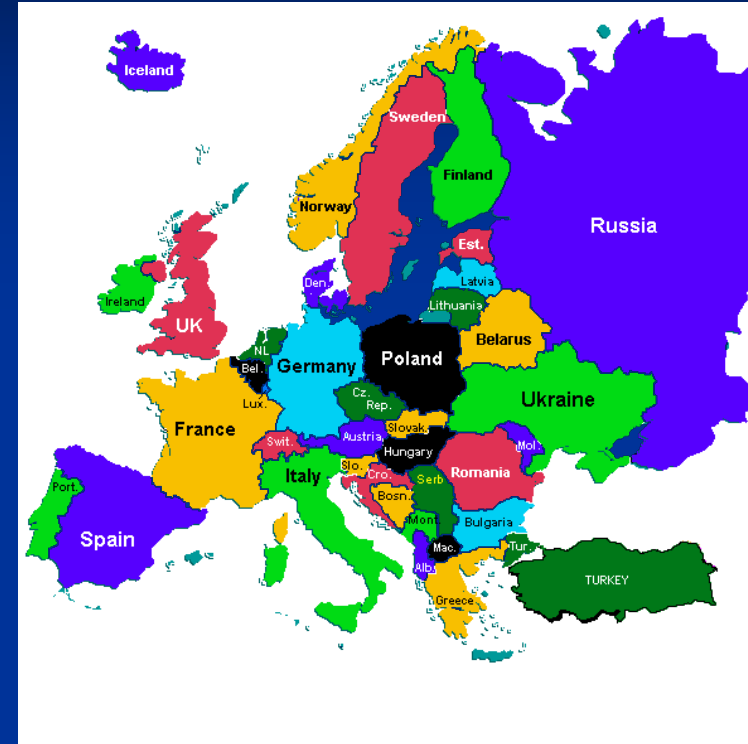 Iceland
Sweden
Finland
Norway
Russia
Est.
Den.
Latvia
Ireland
Lithuania
UK
Belarus
NL
Poland
Germany
Bel.
Cz.
Rep.
Ukraine
Lux.
France
Slovak.
Austria
Swit.
Mol.
Hungary
Slo.
Romania
Italy
Cro.
Serb
Port.
Bosn.
Mont.
Bulgaria
Spain
Mac.
Tur.
Alb.
TURKEY
Greece